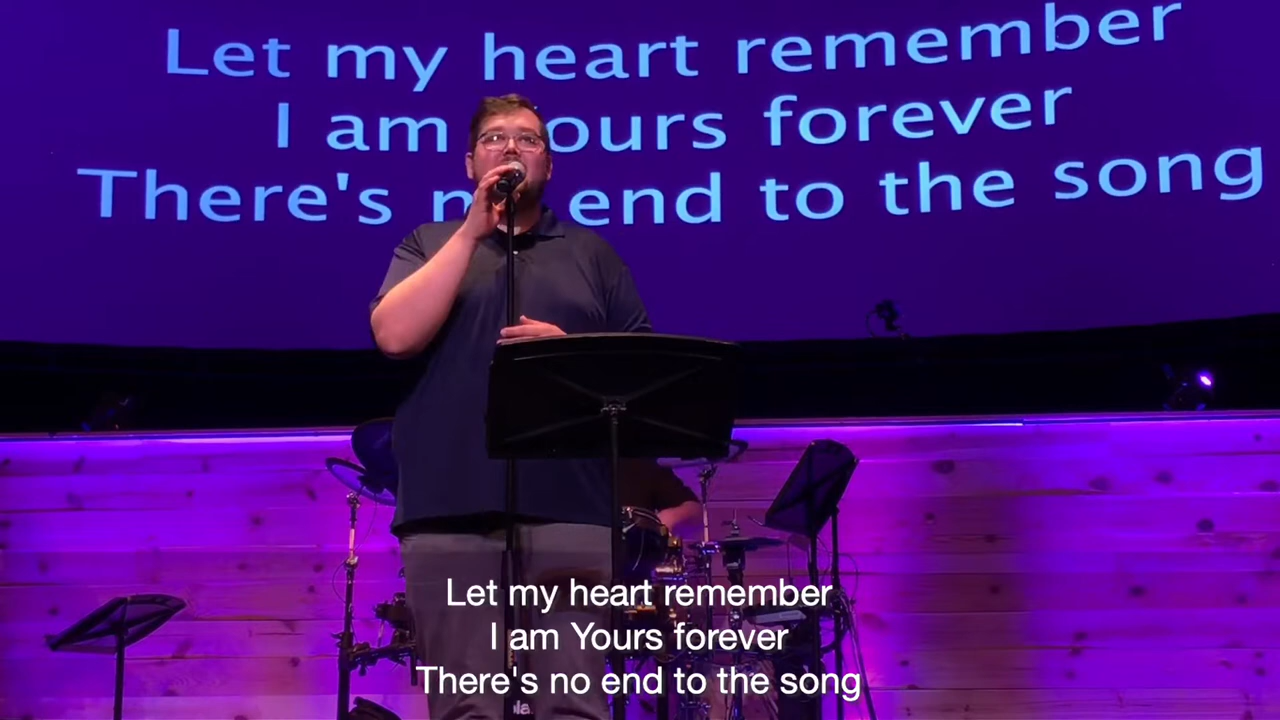 Let my heart remember
I am Yours forever
There's no end to the song
Let my heart remember
I am Yours forever
There's no end to the song